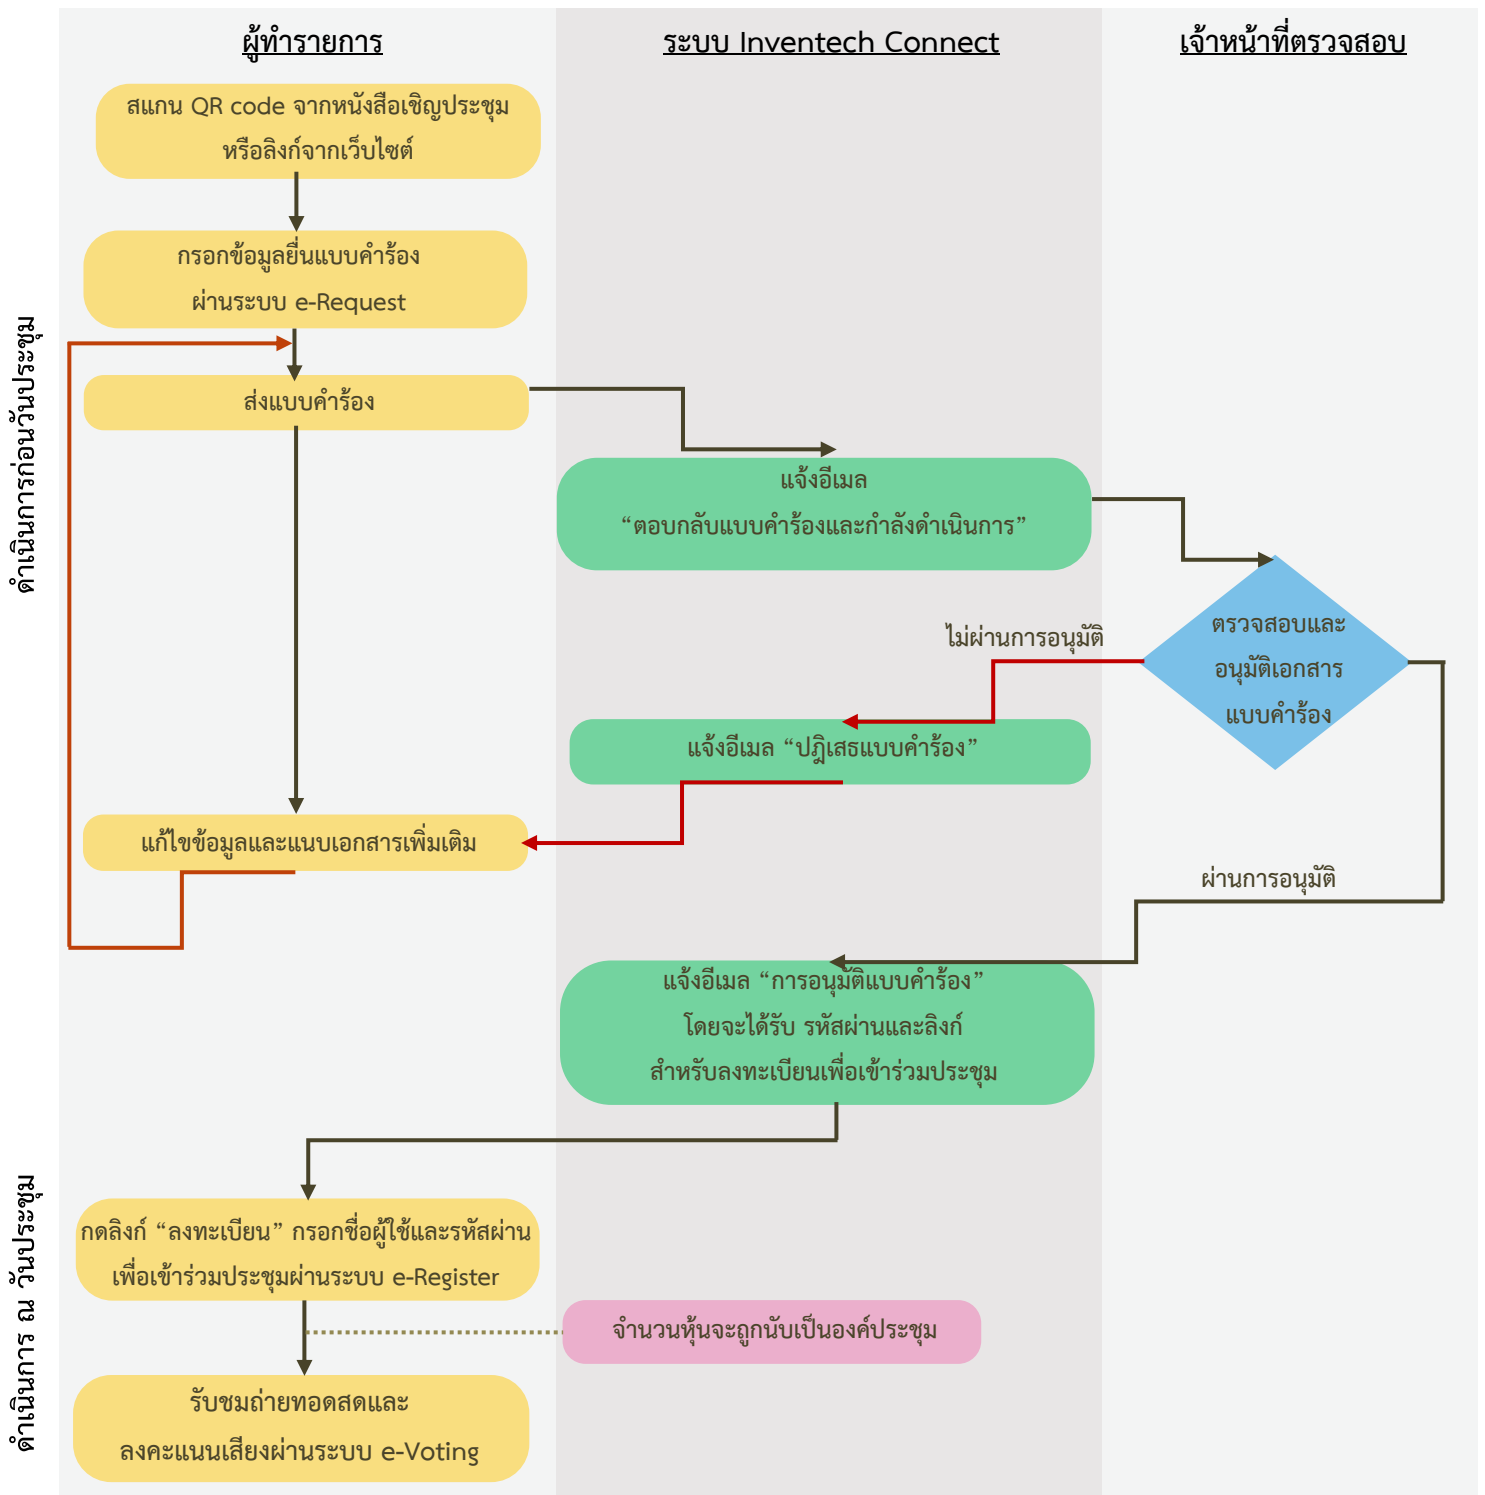 ผู้ทำรายการ
ระบบ Inventech Connect
เจ้าหน้าที่ตรวจสอบ
ดำเนินการก่อนวันประชุม
สแกน QR code จากหนังสือเชิญประชุม
หรือลิงก์จากเว็บไซต์
กรอกข้อมูลยื่นแบบคำร้อง
ผ่านระบบ e-Request
ส่งแบบคำร้อง
แจ้งอีเมล
“ตอบกลับแบบคำร้องและกำลังดำเนินการ”
ตรวจสอบและ
อนุมัติเอกสาร
แบบคำร้อง
ไม่ผ่านการอนุมัติ
แจ้งอีเมล “ปฎิเสธแบบคำร้อง”
แก้ไขข้อมูลและแนบเอกสารเพิ่มเติม
ผ่านการอนุมัติ
แจ้งอีเมล “การอนุมัติแบบคำร้อง”
โดยจะได้รับ รหัสผ่านและลิงก์
สำหรับลงทะเบียนเพื่อเข้าร่วมประชุม
ดำเนินการ ณ วันประชุม
กดลิงก์ “ลงทะเบียน” กรอกชื่อผู้ใช้และรหัสผ่าน
เพื่อเข้าร่วมประชุมผ่านระบบ e-Register
จำนวนหุ้นจะถูกนับเป็นองค์ประชุม
รับชมถ่ายทอดสดและ
ลงคะแนนเสียงผ่านระบบ e-Voting